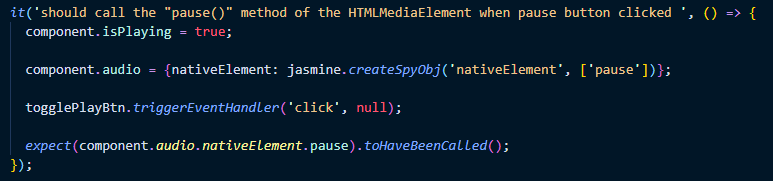 it('should call the "pause()" method of the HTMLMediaElement when pause button clicked ', () => {
component.isPlaying = true;
component.audio = {nativeElement: jasmine.createSpyObj('nativeElement', ['pause'])};
togglePlayBtn.triggerEventHandler('click', null);
expect(component.audio.nativeElement.pause).toHaveBeenCalled();
});